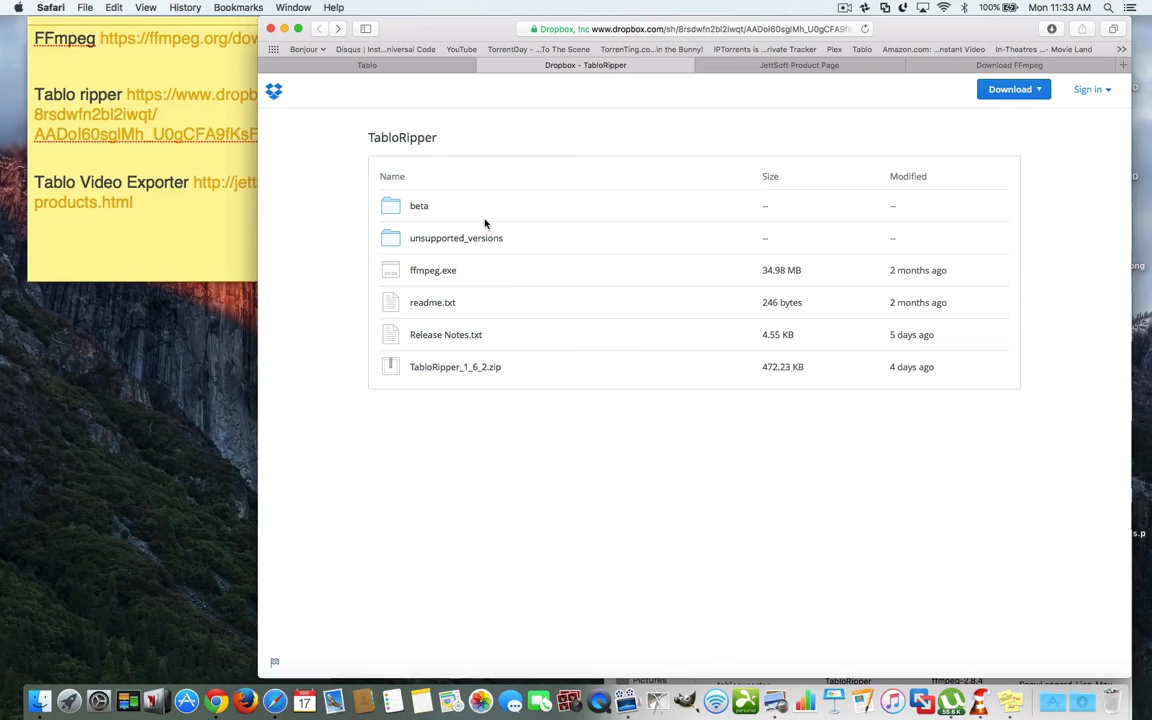 Safari File Edit View History Bookmarks Window Help 100% Mon 11:33 AM
FFmpeg https://ffmpeg.org/dov
Tablo ripper https://www.dropb
8rsdwfn2bl2iwqt/
Tablo Video Exporter http://jett
products.html
Dropbox, Inc www.dropbox.com/sh/8rsdwfn2bl2iwqt/
Bonjour Disqus | Inst...niversal Code YouTube TorrentDay - ...To The Scene TorrenTing.co...in the Bunny! IPTorrents is ...rivate Tracker Plex Tablo Amazon.com: ...nstant Video In-Theatres ...- Movie Land
Tablo Dropbox - TabloRipper JettSoft Product Page Download FFmpeg
Download Sign in
TabloRipper
Name Size Modified
beta -- --
unsupported_versions -- --
ffmpeg.exe 34.98 MB 2 months ago
readme.txt 246 bytes 2 months ago
Release Notes.txt 4.55 KB 5 days ago
TabloRipper_1_6_2.zip 472.23 KB 4 days ago
ong
ts.p
17
55.6 K